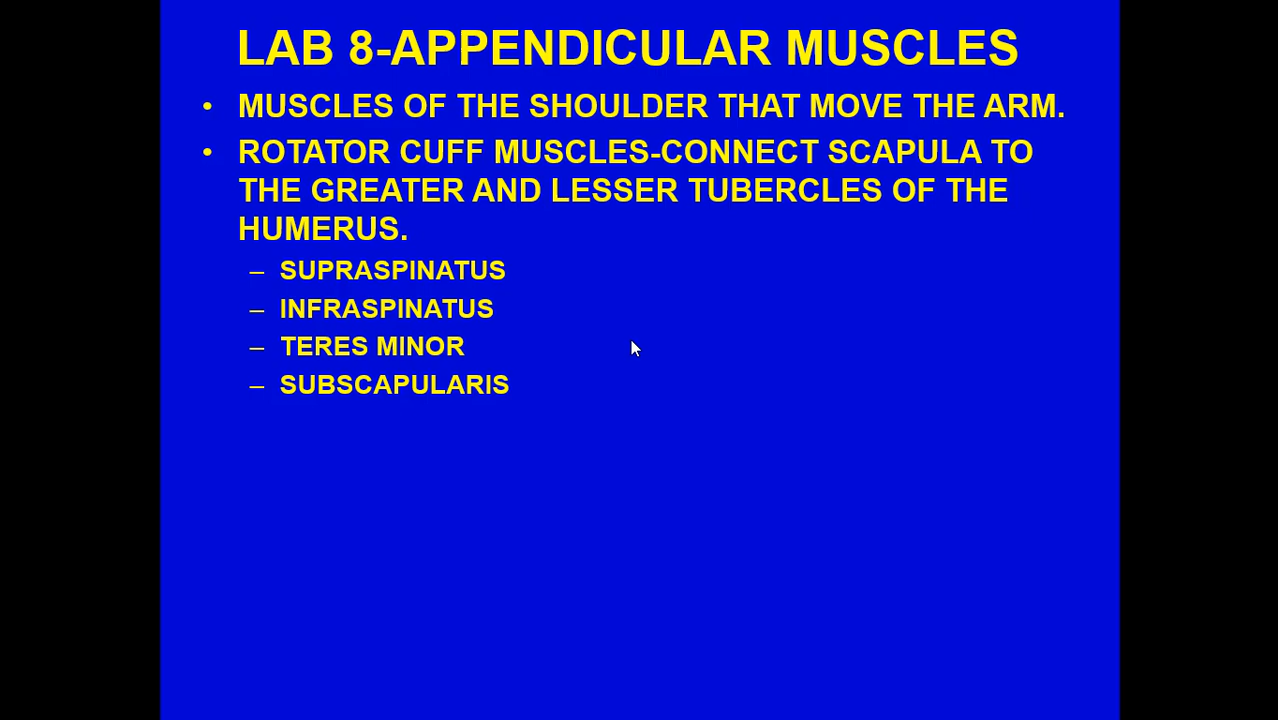 LAB 8-APPENDICULAR MUSCLES
• MUSCLES OF THE SHOULDER THAT MOVE THE ARM.
• ROTATOR CUFF MUSCLES-CONNECT SCAPULA TO
THE GREATER AND LESSER TUBERCLES OF THE
HUMERUS.
– SUPRASPINATUS
– INFRASPINATUS
– TERES MINOR
– SUBSCAPULARIS